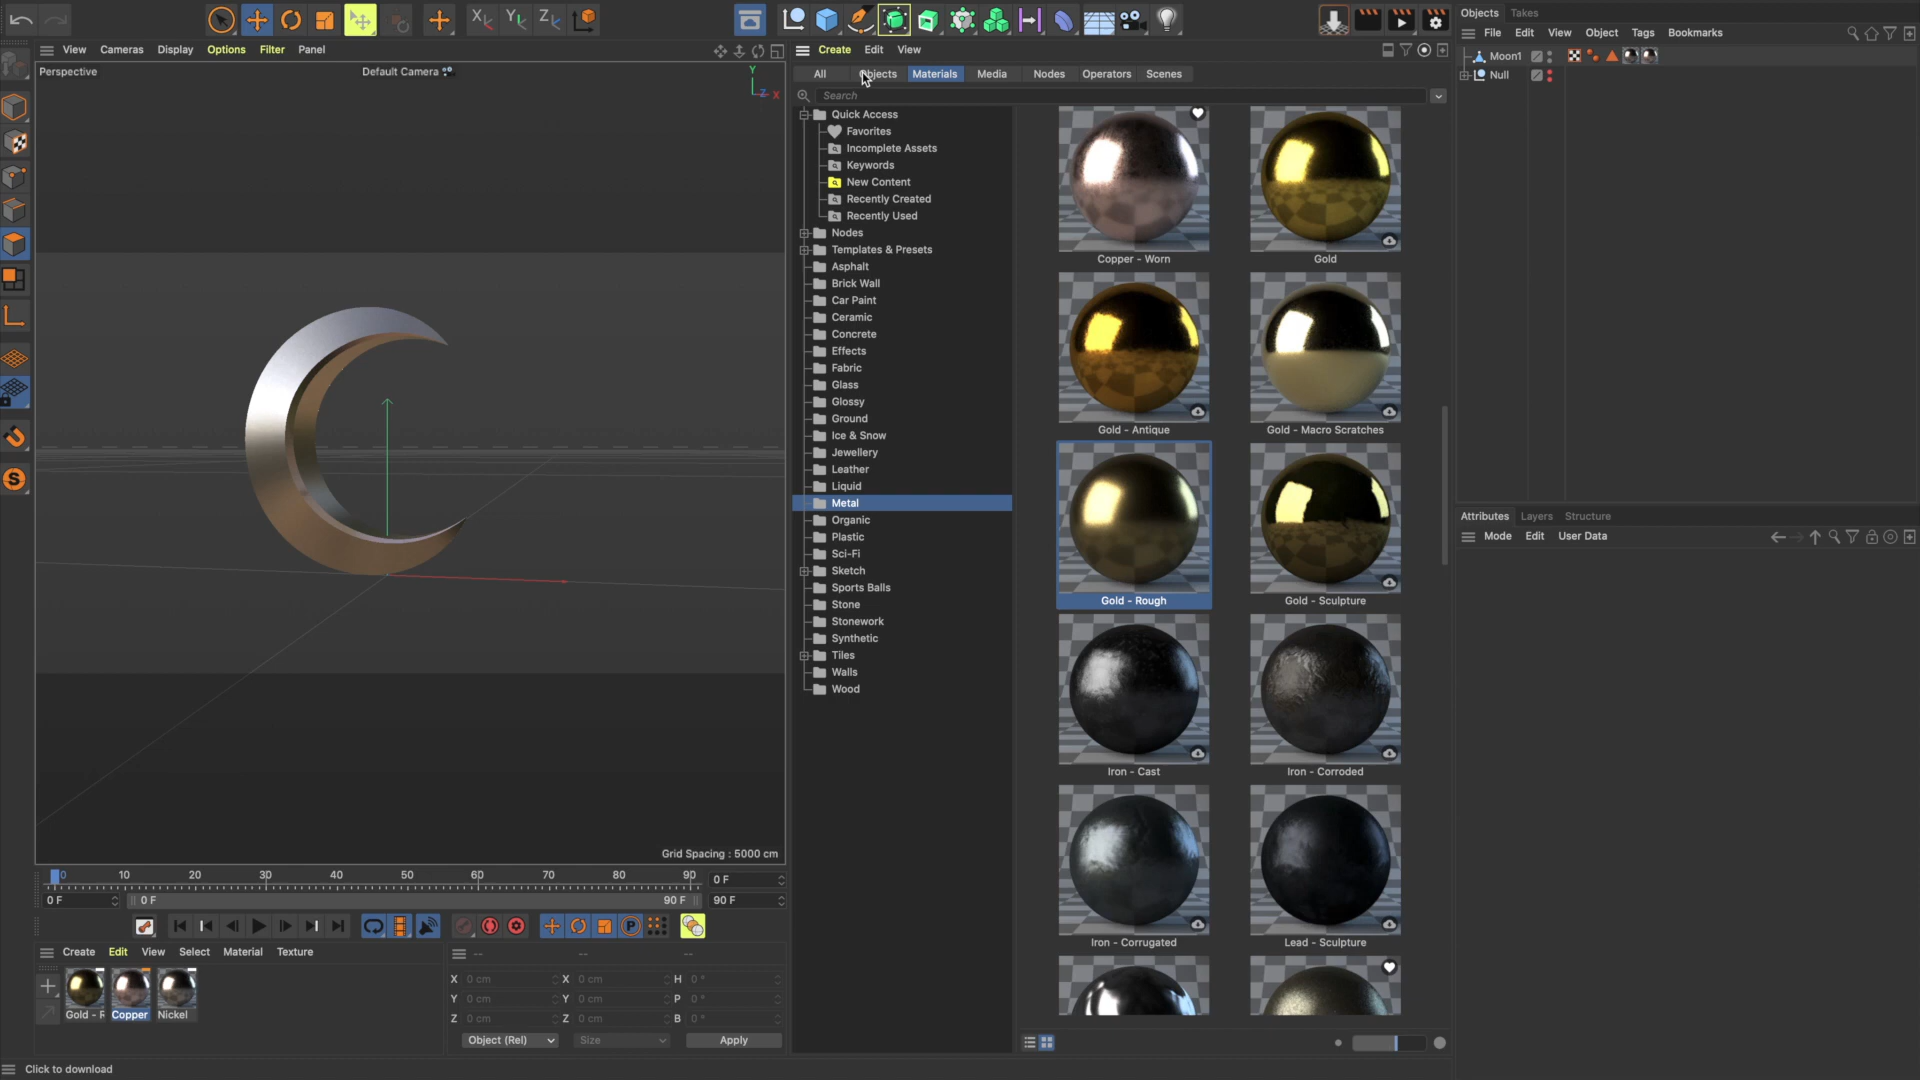 View Cameras Display Options Filter Panel
Perspective
Default Camera
Y
Z X
Grid Spacing : 5000 cm
0 10 20 30 40 50 60 70 80 90
0 F
0 F
0 F
90 F
90 F
Create Edit View Select Material Texture
Gold - R
Copper
Nickel
-- -- --
X 0 cm X 0 cm H 0 °
Y 0 cm Y 0 cm P 0 °
Z 0 cm Z 0 cm B 0 °
Object (Rel) Size Apply
Click to download
Create Edit View
All Objects Materials Media Nodes Operators Scenes
Search
Quick Access
Favorites
Incomplete Assets
Keywords
New Content
Recently Created
Recently Used
Nodes
Templates & Presets
Asphalt
Brick Wall
Car Paint
Ceramic
Concrete
Effects
Fabric
Glass
Glossy
Ground
Ice & Snow
Jewellery
Leather
Liquid
Metal
Organic
Plastic
Sci-Fi
Sketch
Sports Balls
Stone
Stonework
Synthetic
Tiles
Walls
Wood
Copper - Worn
Gold
Gold - Antique
Gold - Macro Scratches
Gold - Rough
Gold - Sculpture
Iron - Cast
Iron - Corroded
Iron - Corrugated
Lead - Sculpture
Objects Takes
File Edit View Object Tags Bookmarks
Moon1
Null
Attributes Layers Structure
Mode Edit User Data